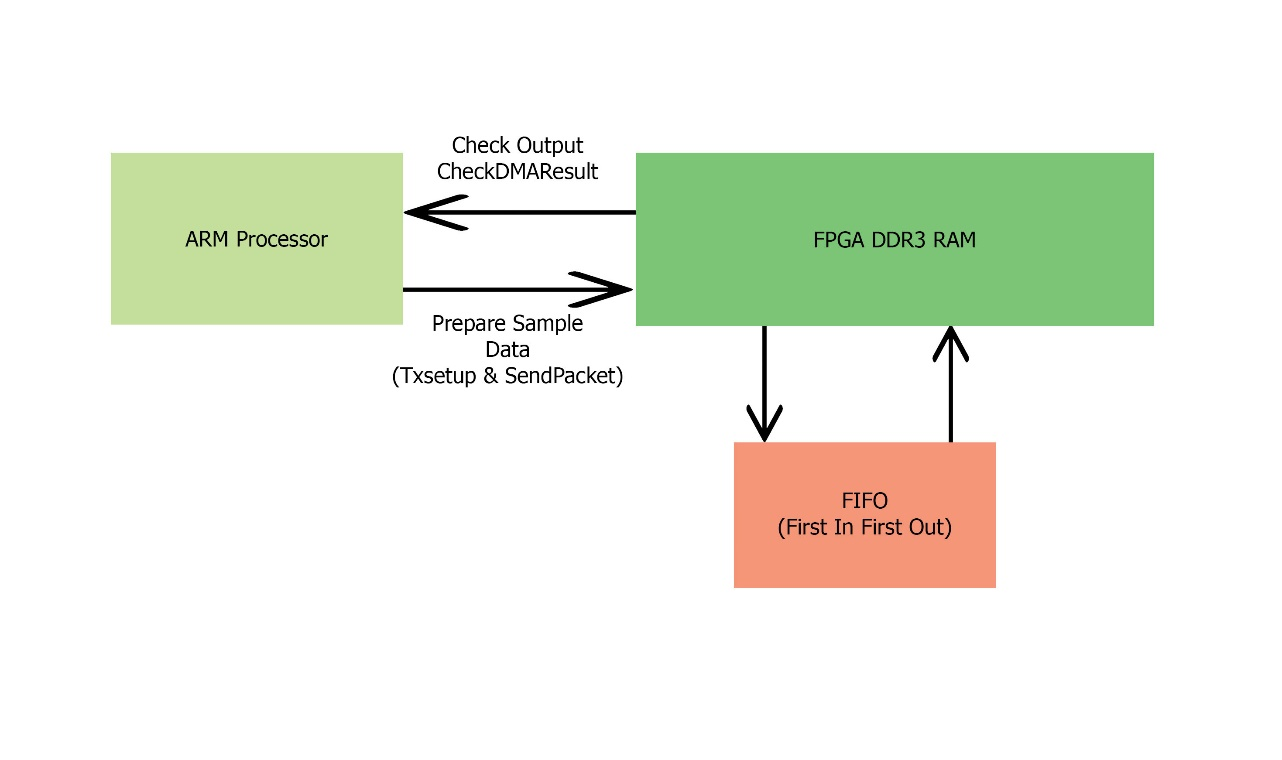 Check Output
CheckDMAResult
ARM Processor
FPGA DDR3 RAM
Prepare Sample
Data
(Txsetup & SendPacket)
FIFO
(First In First Out)